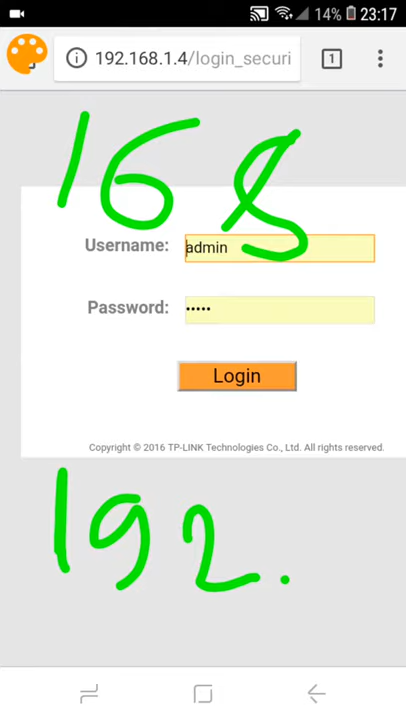 14% 23:17
192.168.1.4/login_securi
1
168
Username: admin
Password: •••••
Login
Copyright © 2016 TP-LINK Technologies Co., Ltd. All rights reserved.
192.